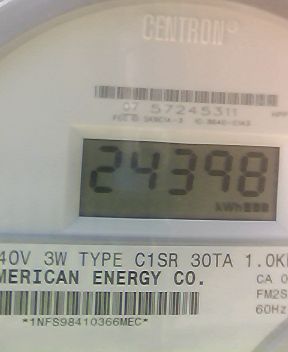 CENTRON®
07 57245311
24398
kWh
40V 3W TYPE C1SR 30TA 1.0K
MERICAN ENERGY CO.
CA 0
FM2S
60Hz
*1NFS98410366MEC*